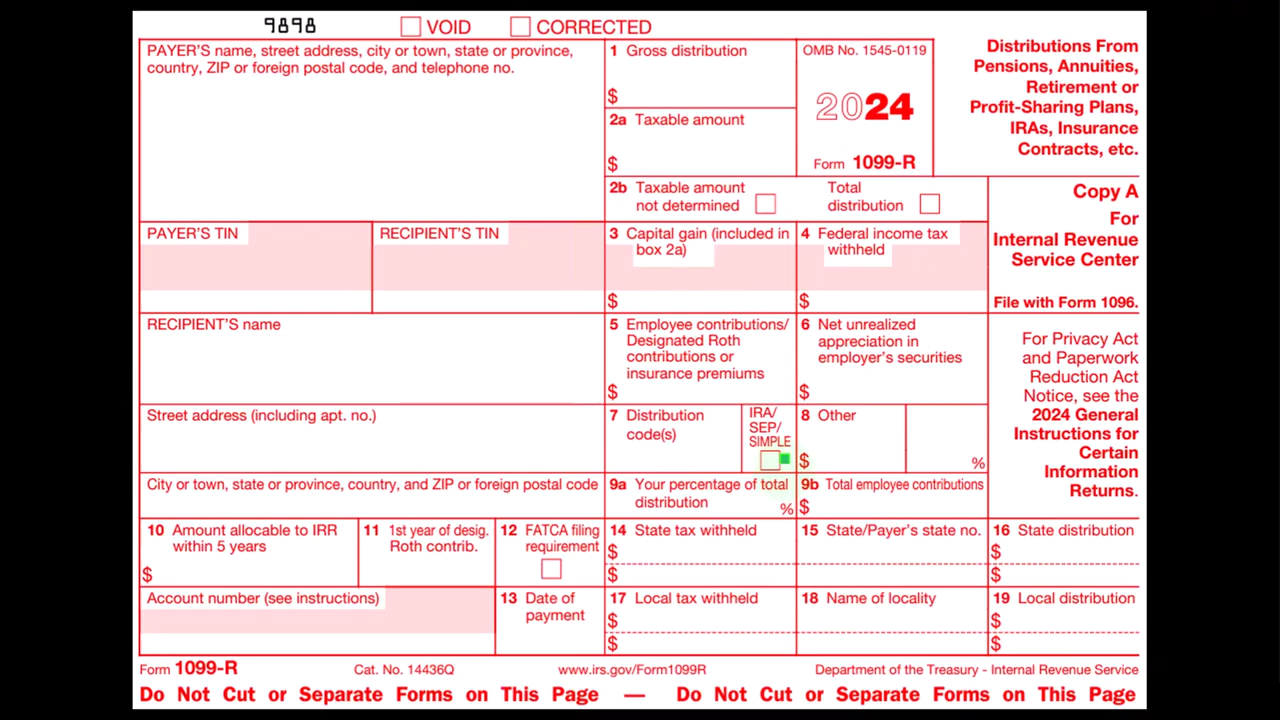 9898 VOID CORRECTED
PAYER'S name, street address, city or town, state or province,
country, ZIP or foreign postal code, and telephone no.
1 Gross distribution
$
2a Taxable amount
$
OMB No. 1545-0119
2024
Form 1099-R
Distributions From
Pensions, Annuities,
Retirement or
Profit-Sharing Plans,
IRAs, Insurance
Contracts, etc.
2b Taxable amount
not determined
Total
distribution
Copy A
For
Internal Revenue
Service Center
File with Form 1096.
PAYER'S TIN
RECIPIENT'S TIN
3 Capital gain (included in
box 2a)
$
4 Federal income tax
withheld
$
RECIPIENT'S name
5 Employee contributions/
Designated Roth
contributions or
insurance premiums
$
6 Net unrealized
appreciation in
employer's securities
$
For Privacy Act
and Paperwork
Reduction Act
Notice, see the
2024 General
Instructions for
Certain
Information
Returns.
Street address (including apt. no.)
7 Distribution
code(s)
IRA/
SEP/
SIMPLE
8 Other
$
%
City or town, state or province, country, and ZIP or foreign postal code
9a Your percentage of total
distribution
%
9b Total employee contributions
$
10 Amount allocable to IRR
within 5 years
$
11 1st year of desig.
Roth contrib.
12 FATCA filing
requirement
14 State tax withheld
$
$
15 State/Payer's state no.
16 State distribution
$
$
Account number (see instructions)
13 Date of
payment
17 Local tax withheld
$
$
18 Name of locality
19 Local distribution
$
$
Form 1099-R
Cat. No. 14436Q
www.irs.gov/Form1099R
Department of the Treasury - Internal Revenue Service
Do Not Cut or Separate Forms on This Page — Do Not Cut or Separate Forms on This Page